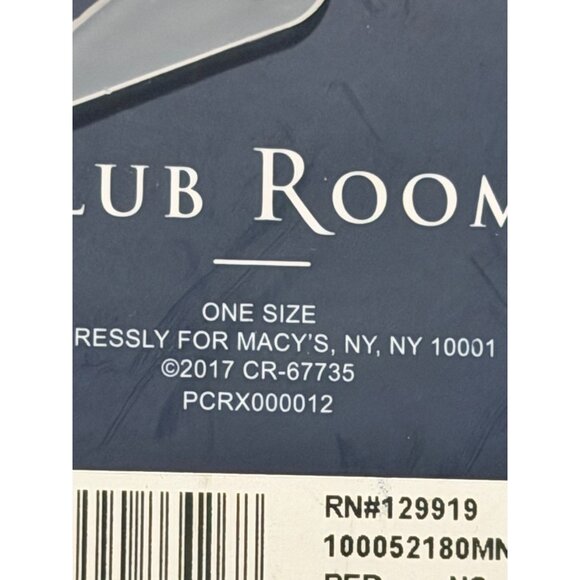 LUB ROOM
ONE SIZE
RESSLY FOR MACY'S, NY, NY 10001
©2017 CR-67735
PCRX000012
RN#129919
100052180MN